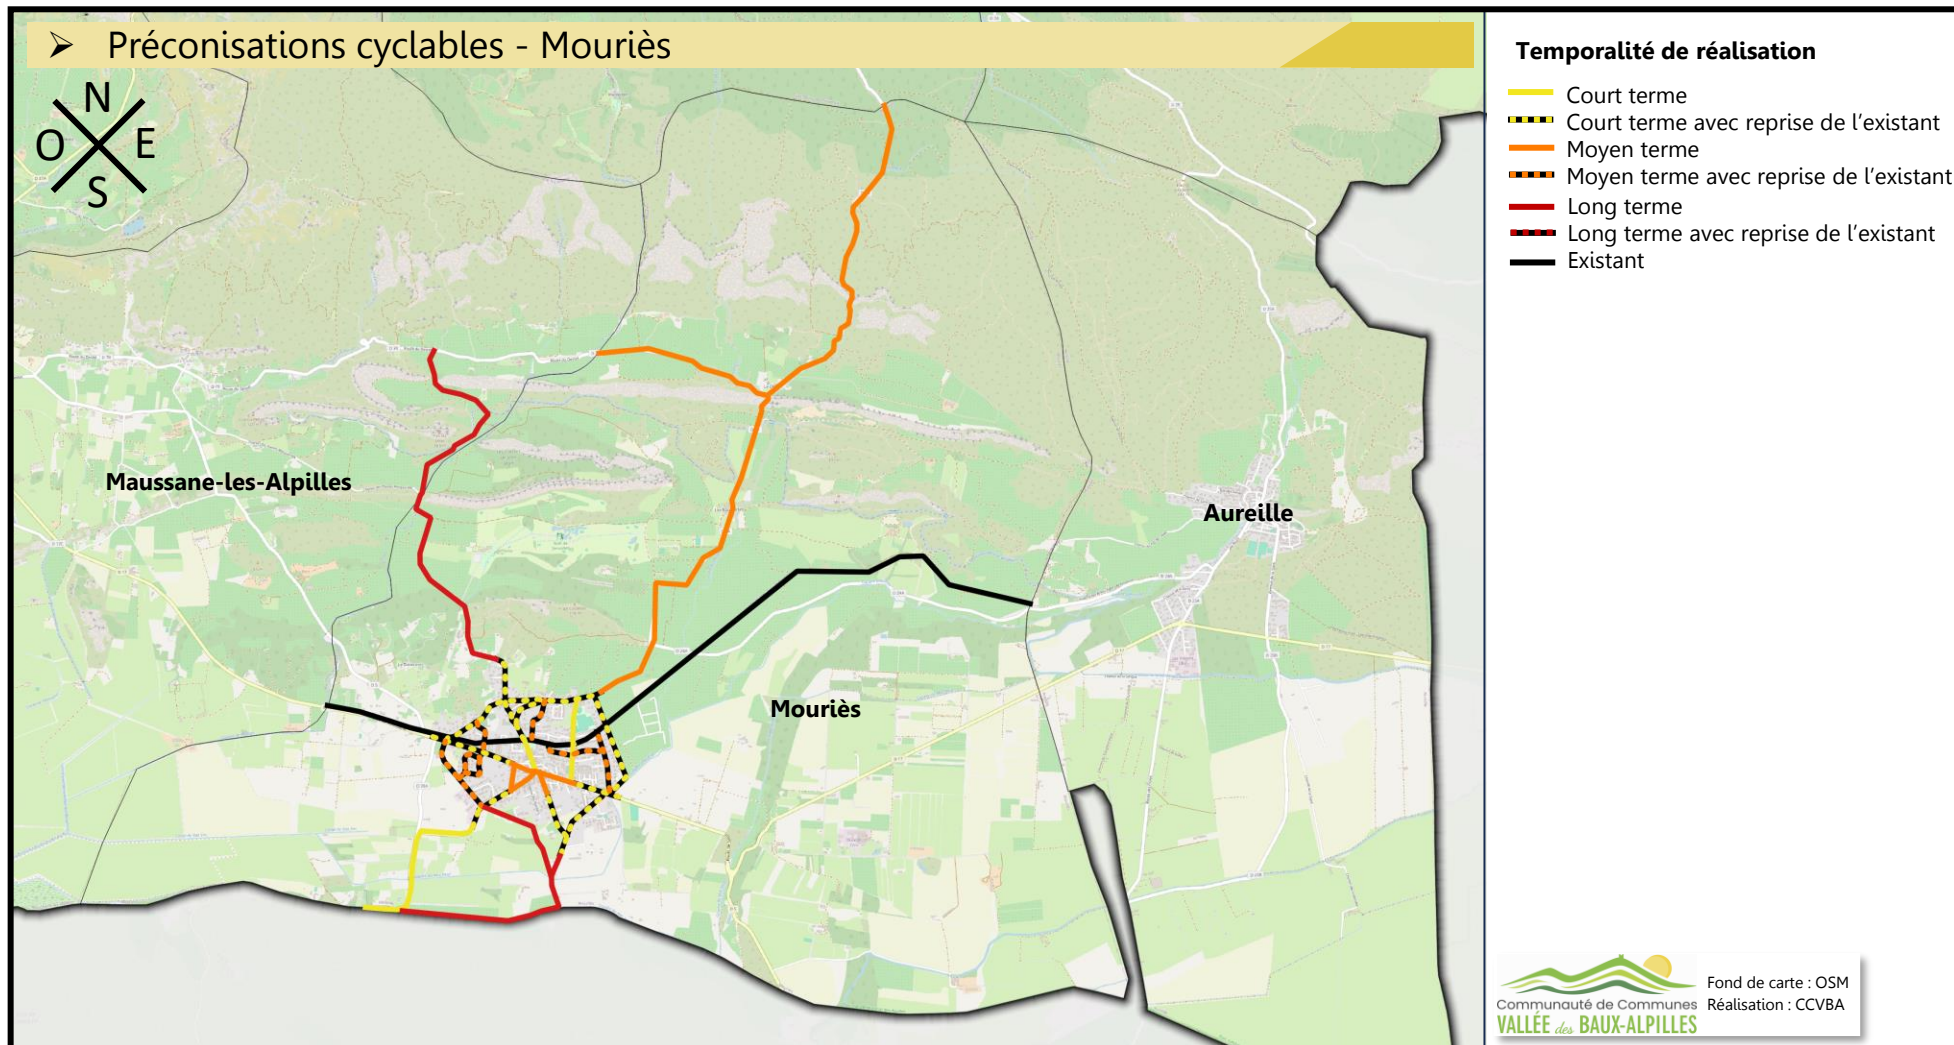 ➤ Préconisations cyclables - Mouriès
N
O E
S
Maussane-les-Alpilles
Aureille
Mouriès
Temporalité de réalisation
Court terme
Court terme avec reprise de l'existant
Moyen terme
Moyen terme avec reprise de l'existant
Long terme
Long terme avec reprise de l'existant
Existant
Communauté de Communes
VALLÉE des BAUX-ALPILLES
Fond de carte : OSM
Réalisation : CCVBA